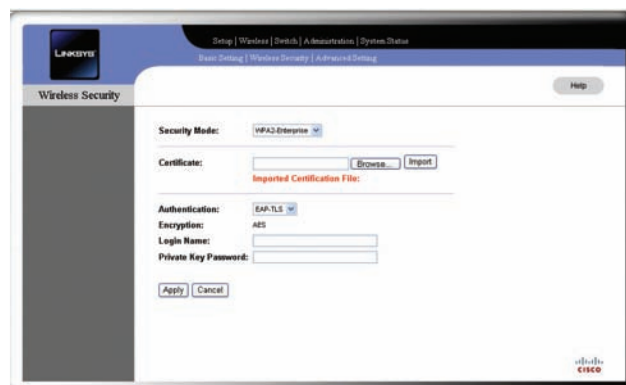 LINKSYS®
Setup | Wireless | Switch | Administration | System Status
Basic Setting | Wireless Security | Advanced Setting
Wireless Security
Help
Security Mode: WPA2-Enterprise
Certificate: Browse... Import
Imported Certification File:
Authentication: EAP-TLS
Encryption: AES
Login Name:
Private Key Password:
Apply Cancel
CISCO